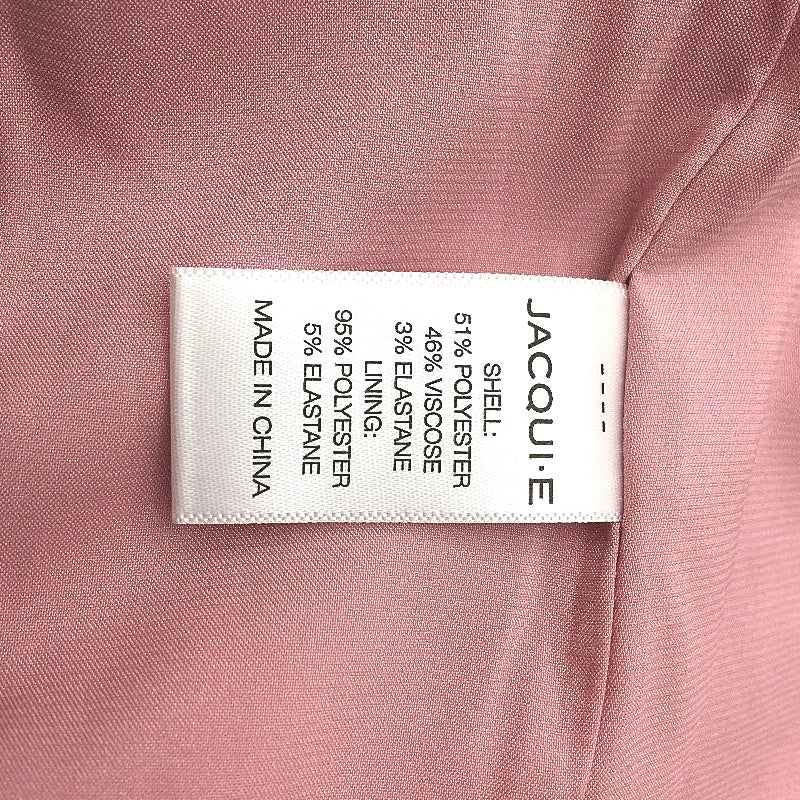 JACQUI·E
SHELL:
51% POLYESTER
46% VISCOSE
3% ELASTANE
LINING:
95% POLYESTER
5% ELASTANE
MADE IN CHINA